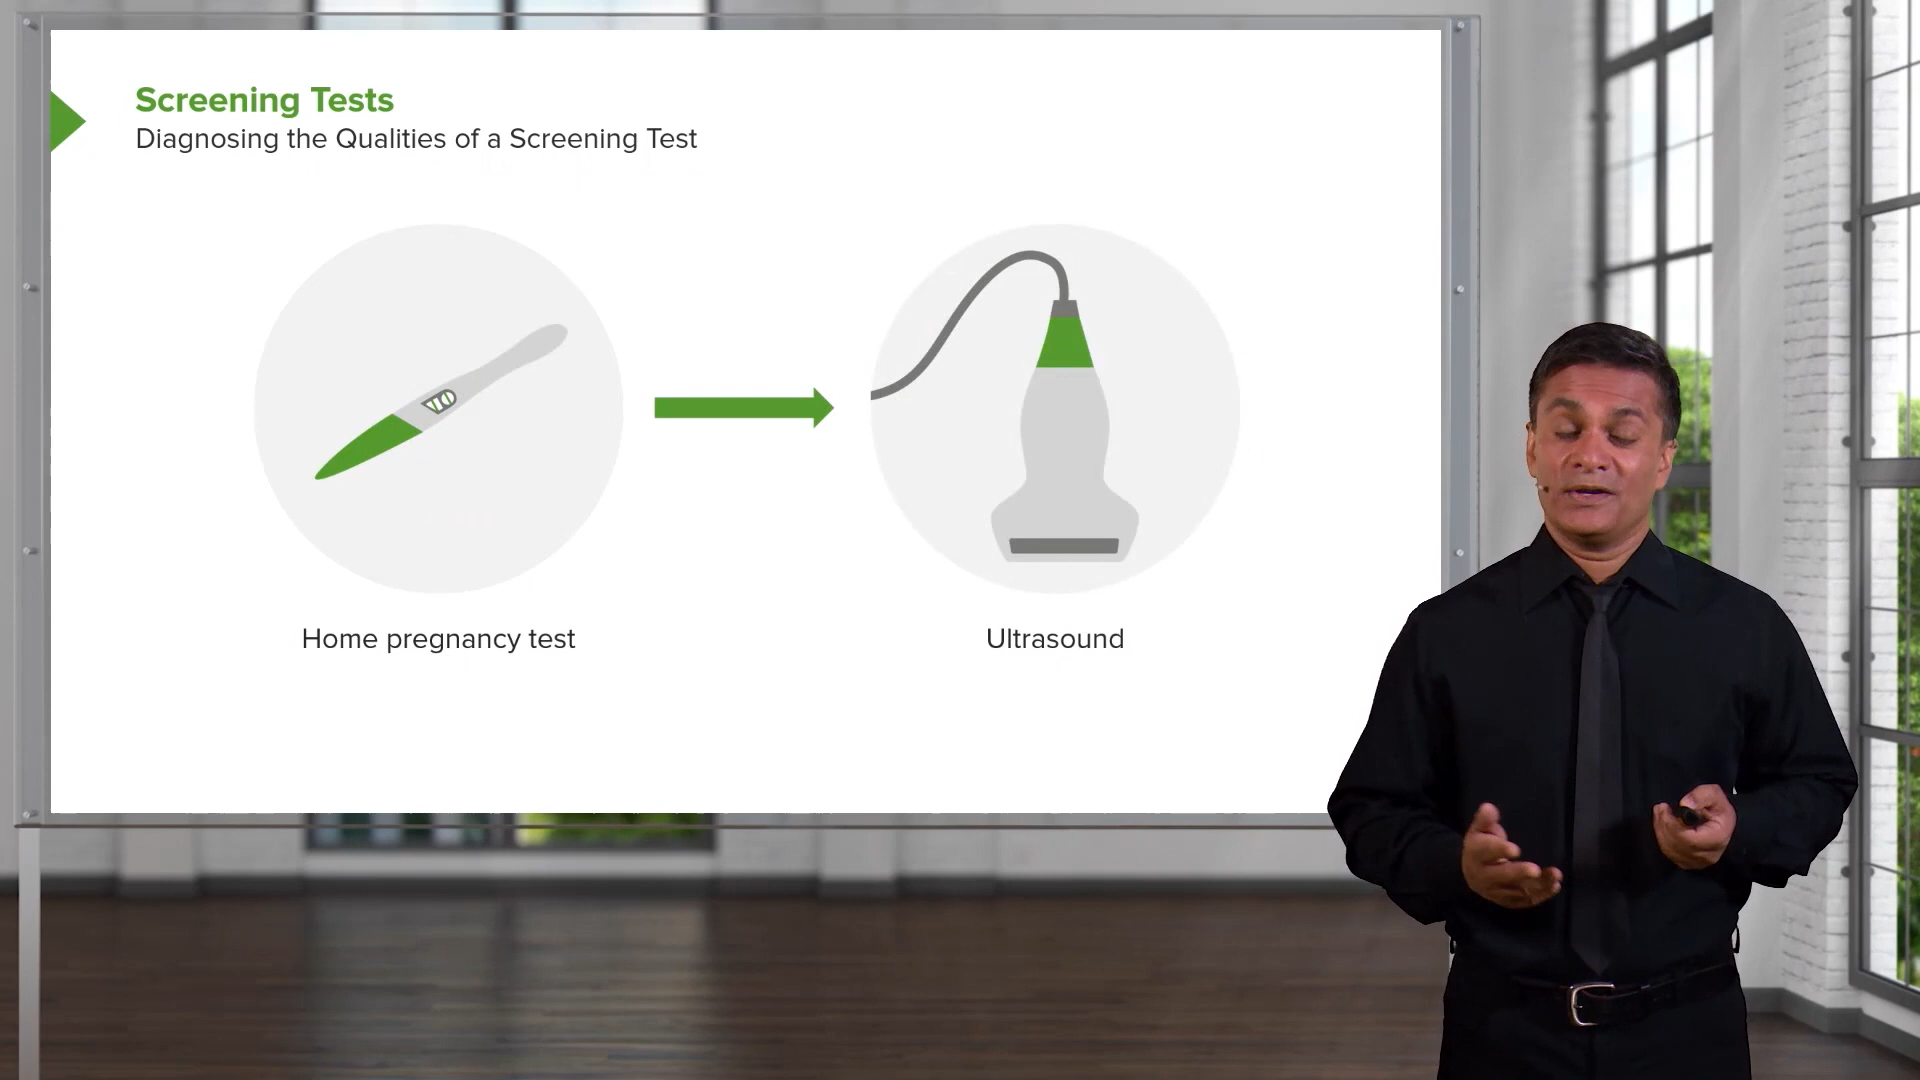 Screening Tests
Diagnosing the Qualities of a Screening Test
Home pregnancy test
Ultrasound